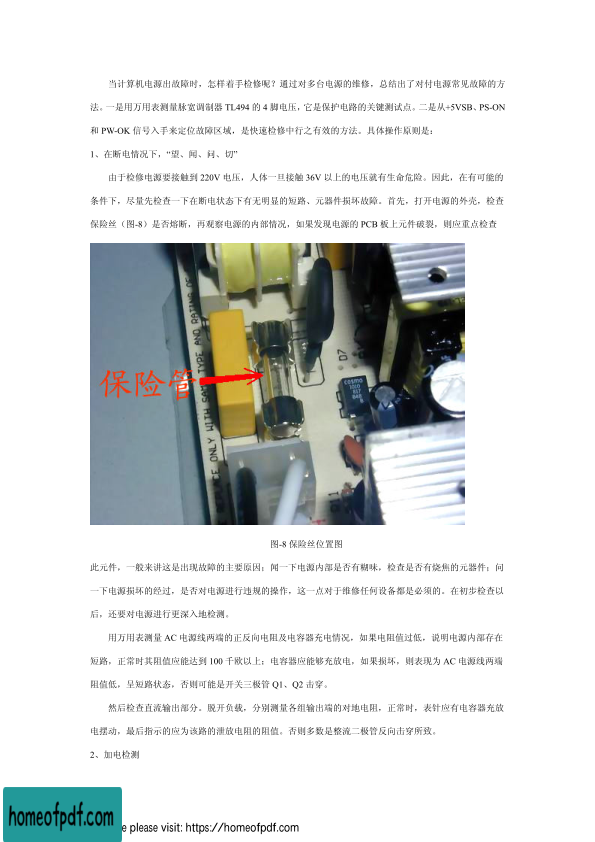 当计算机电源出故障时，怎样着手检修呢？通过对多台电源的维修，总结出了对付电源常见故障的方
法。一是用万用表测量脉宽调制器 TL494 的 4 脚电压，它是保护电路的关键测试点。二是从+5VSB、PS-ON
和 PW-OK 信号入手来定位故障区域，是快速检修中行之有效的方法。具体操作原则是：
1、在断电情况下，“望、闻、问、切”
由于检修电源要接触到 220V 电压，人体一旦接触 36V 以上的电压就有生命危险。因此，在有可能的
条件下，尽量先检查一下在断电状态下有无明显的短路、元器件损坏故障。首先，打开电源的外壳，检查
保险丝（图-8）是否熔断，再观察电源的内部情况，如果发现电源的 PCB 板上元件破裂，则应重点检查
保险管
REPLACE ONLY WITH SAME TYPE AND RATING OF
D7
cosmo
1010
817
图-8 保险丝位置图
此元件，一般来讲这是出现故障的主要原因；闻一下电源内部是否有糊味，检查是否有烧焦的元器件；问
一下电源损坏的经过，是否对电源进行违规的操作，这一点对于维修任何设备都是必须的。在初步检查以
后，还要对电源进行更深入地检测。
用万用表测量 AC 电源线两端的正反向电阻及电容器充电情况，如果电阻值过低，说明电源内部存在
短路，正常时其阻值应能达到 100 千欧以上；电容器应能够充放电，如果损坏，则表现为 AC 电源线两端
阻值低，呈短路状态，否则可能是开关三极管 Q1、Q2 击穿。
然后检查直流输出部分。脱开负载，分别测量各组输出端的对地电阻，正常时，表针应有电容器充放
电摆动，最后指示的应为该路的泄放电阻的阻值。否则多数是整流二极管反向击穿所致。
2、加电检测
homeofpdf.com
e please visit: https://homeofpdf.com